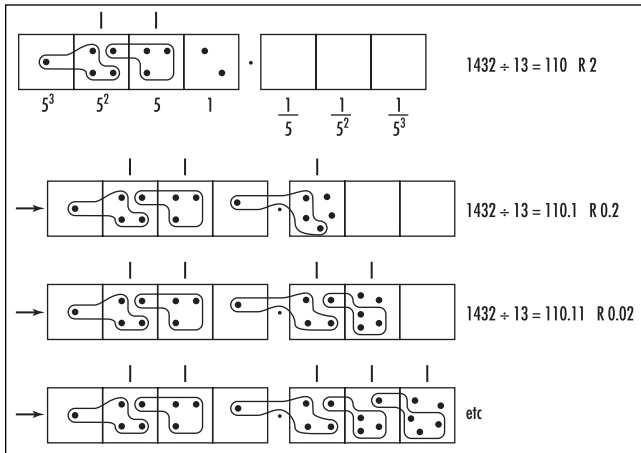 | |
1432 ÷ 13 = 110 R 2
5³ 5² 5 1 1/5 1/5² 1/5³
| | |
1432 ÷ 13 = 110.1 R 0.2
| | | |
1432 ÷ 13 = 110.11 R 0.02
| | | | |
etc